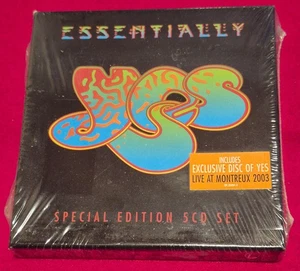 ESSENTIALLY
YES
INCLUDES
EXCLUSIVE DISC OF YES
LIVE AT MONTREUX 2003
SPECIAL EDITION 5CD SET